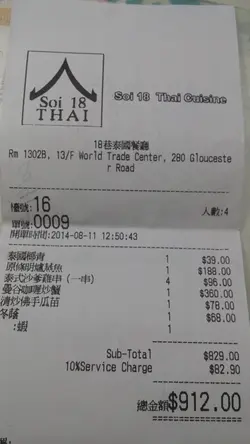 Soi 18
THAI
Soi 18 Thai Cuisine
18巷泰國餐廳
Rm 1302B, 13/F World Trade Center, 280 Glouceste
r Road
檯號:16
人數:4
單號:0009
開單時間:2014-08-11 12:50:43
泰國椰青 1 $39.00
原條明爐烏魚 1 $188.00
泰式沙爹雞串 (一串) 4 $96.00
曼谷咖喱炒蟹 1 $360.00
清炒佛手瓜苗 1 $78.00
冬蔭 1 $68.00
:蝦 1
Sub-Total $829.00
10%Service Charge $82.90
總金額$912.00